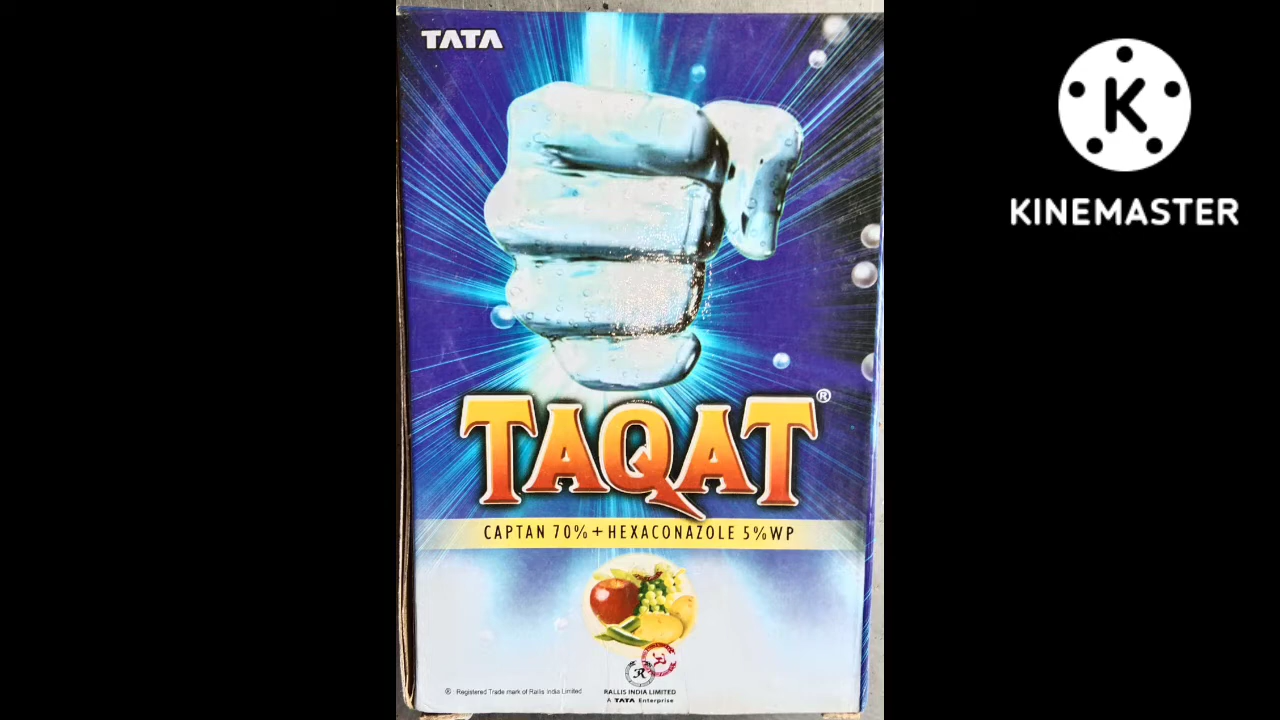 TATA
K
KINEMASTER
TAQAT®
CAPTAN 70%+HEXACONAZOLE 5%WP
R
® Registered Trade mark of Rallis India Limited
RALLIS INDIA LIMITED
A TATA Enterprise